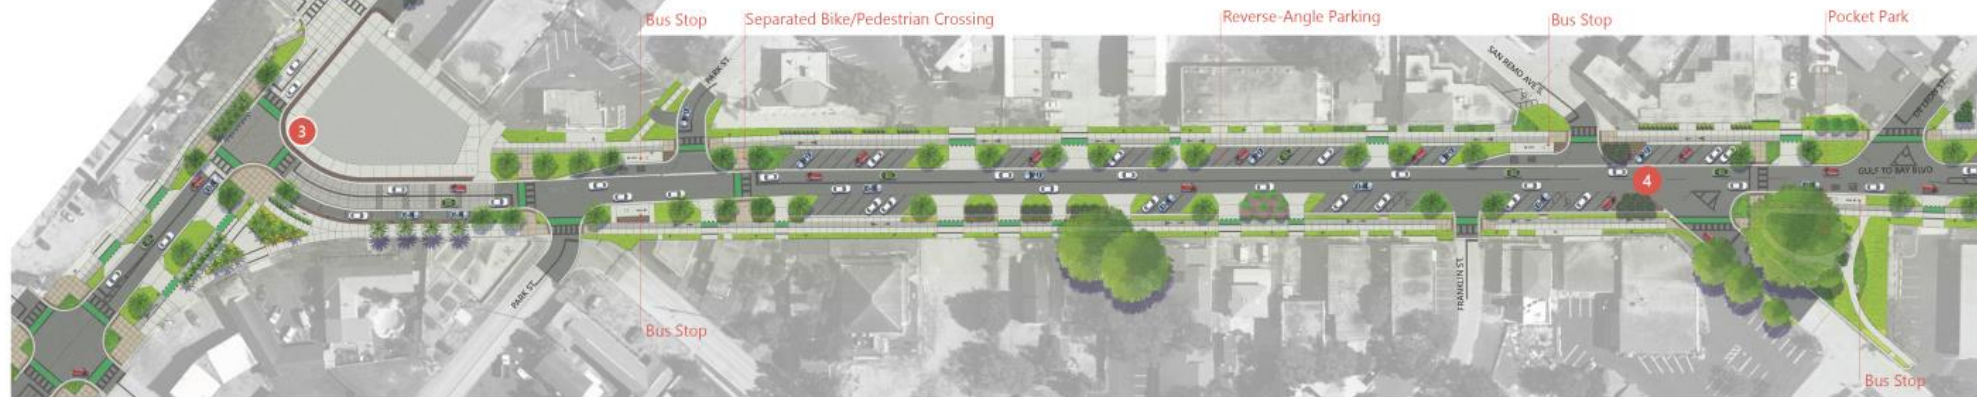 Bus Stop
Separated Bike/Pedestrian Crossing
Reverse-Angle Parking
Bus Stop
Pocket Park
PARK ST.
SAN REMO AVE
3
4
GULF TO BAY BLVD.
PARK ST.
FRANKLIN ST.
Bus Stop
Bus Stop